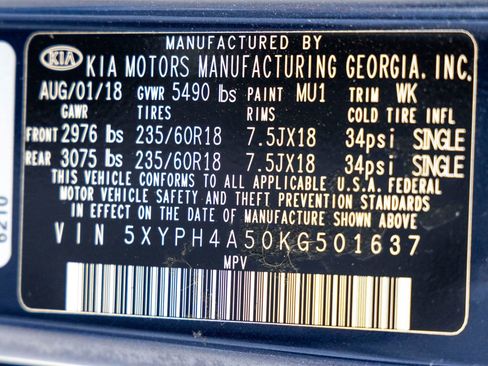 MANUFACTURED BY
KIA KIA MOTORS MANUFACTURING GEORGIA. INC.
AUG/01/18 GVWR 5490 lbs PAINT MU1 TRIM WK
GAWR TIRES RIMS COLD TIRE INFL
FRONT 2976 lbs 235/60R18 7.5JX18 34psi SINGLE
REAR 3075 lbs 235/60R18 7.5JX18 34psi SINGLE
THIS VEHICLE CONFORMS TO ALL APPLICABLE U.S.A. FEDERAL
MOTOR VEHICLE SAFETY AND THEFT PREVENTION STANDARDS
IN EFFECT ON THE DATE OF MANUFACTURE SHOWN ABOVE.
VIN 5XYPH4A50KG501637
MPV